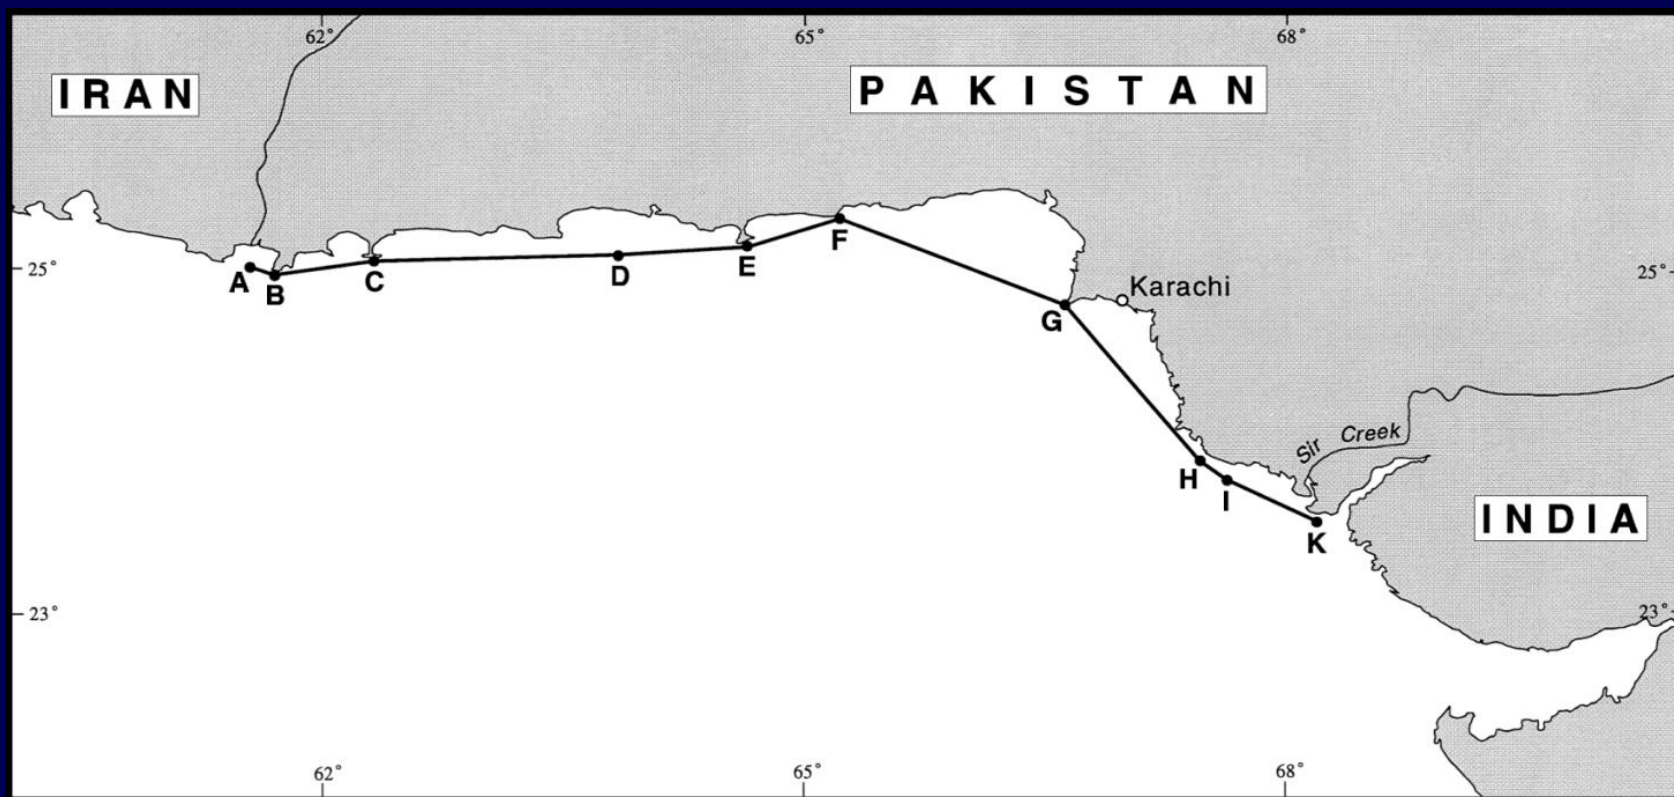 62° 65° 68°
IRAN PAKISTAN
25° A B C D E F G Karachi 25°
H I K Sir Creek
INDIA
23° 23°
62° 65° 68°